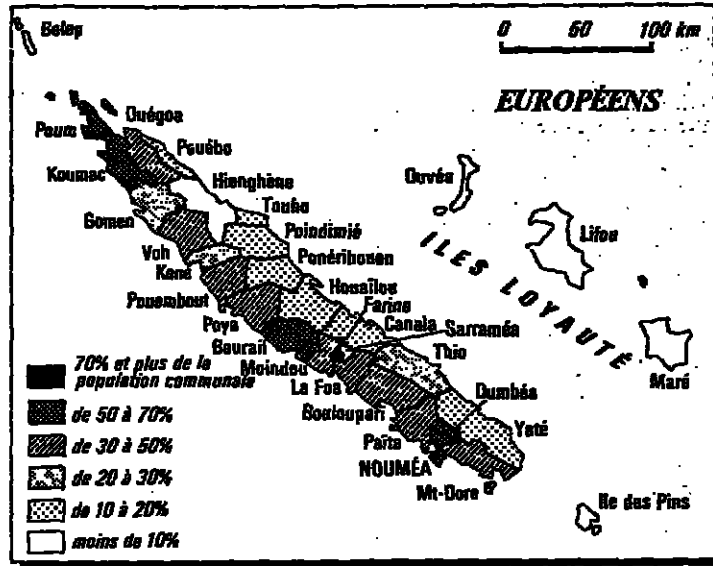 Belep
0 50 100 km
EUROPÉENS
Ouégoa
Poum
Pouébo
Koumac
Hienghène
Ouvéa
Touho
Gomen
Poindimié
Lifou
Voh
Ponérihouen
Koné
Houaïlou
ILES LOYAUTÉ
Pouembout
Farino
Poya
Canala
Sarraméa
Bourail
Thio
Moindou
Maré
La Foa
Dumbéa
Bouloupari
Yaté
Païta
NOUMÉA
Mt-Dore
Ile des Pins
70% et plus de la
population communale
de 50 à 70%
de 30 à 50%
de 20 à 30%
de 10 à 20%
moins de 10%